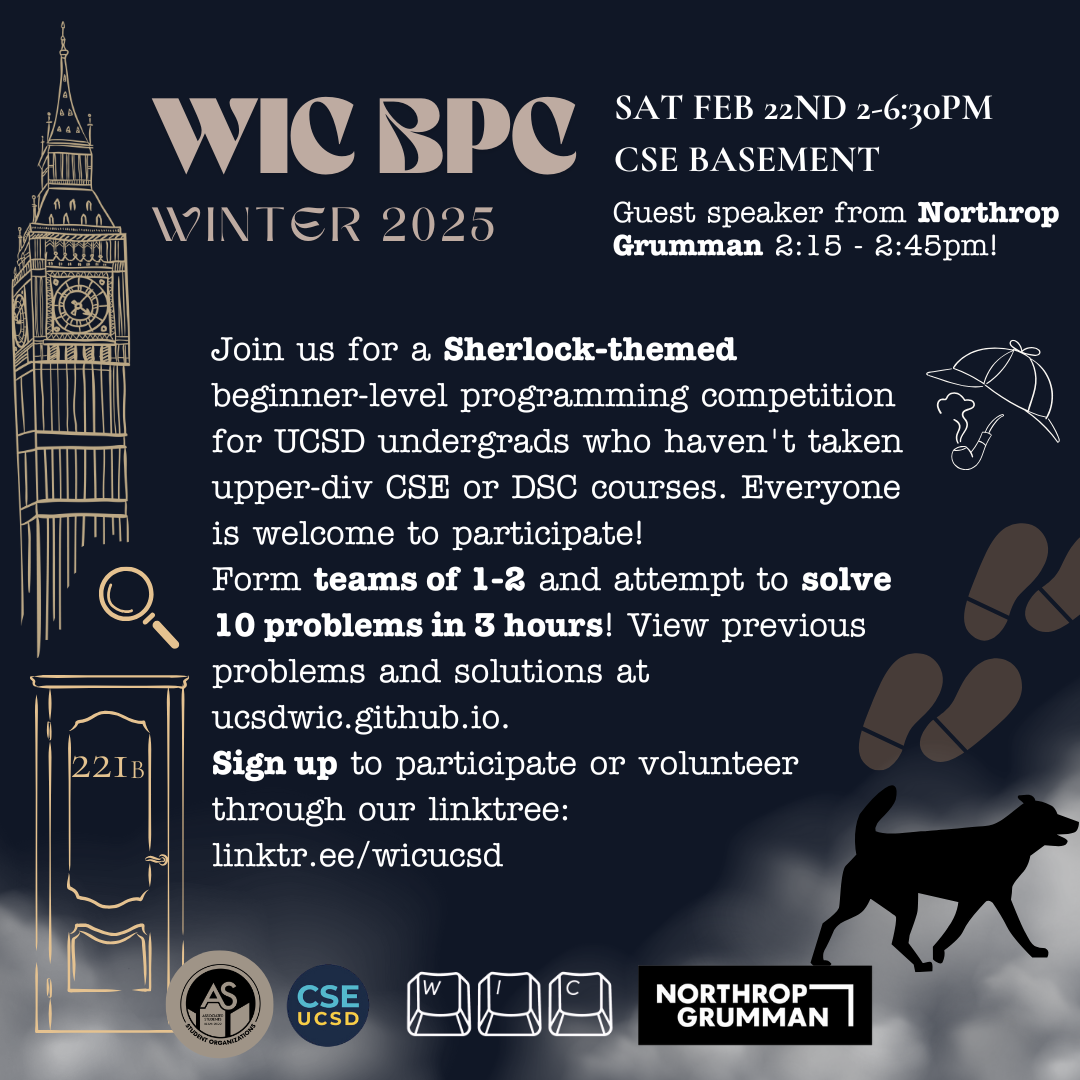 WIC BPC
WINTER 2025
SAT FEB 22ND 2-6:30PM
CSE BASEMENT
Guest speaker from Northrop
Grumman 2:15 - 2:45pm!
Join us for a Sherlock-themed
beginner-level programming competition
for UCSD undergrads who haven't taken
upper-div CSE or DSC courses. Everyone
is welcome to participate!
Form teams of 1-2 and attempt to solve
10 problems in 3 hours! View previous
problems and solutions at
ucsdwic.github.io.
Sign up to participate or volunteer
through our linktree:
linktr.ee/wicucsd
221B
AS
ASSOCIATED
STUDENTS
STUDENT ORGANIZATIONS
CSE
UCSD
W I C
NORTHROP
GRUMMAN